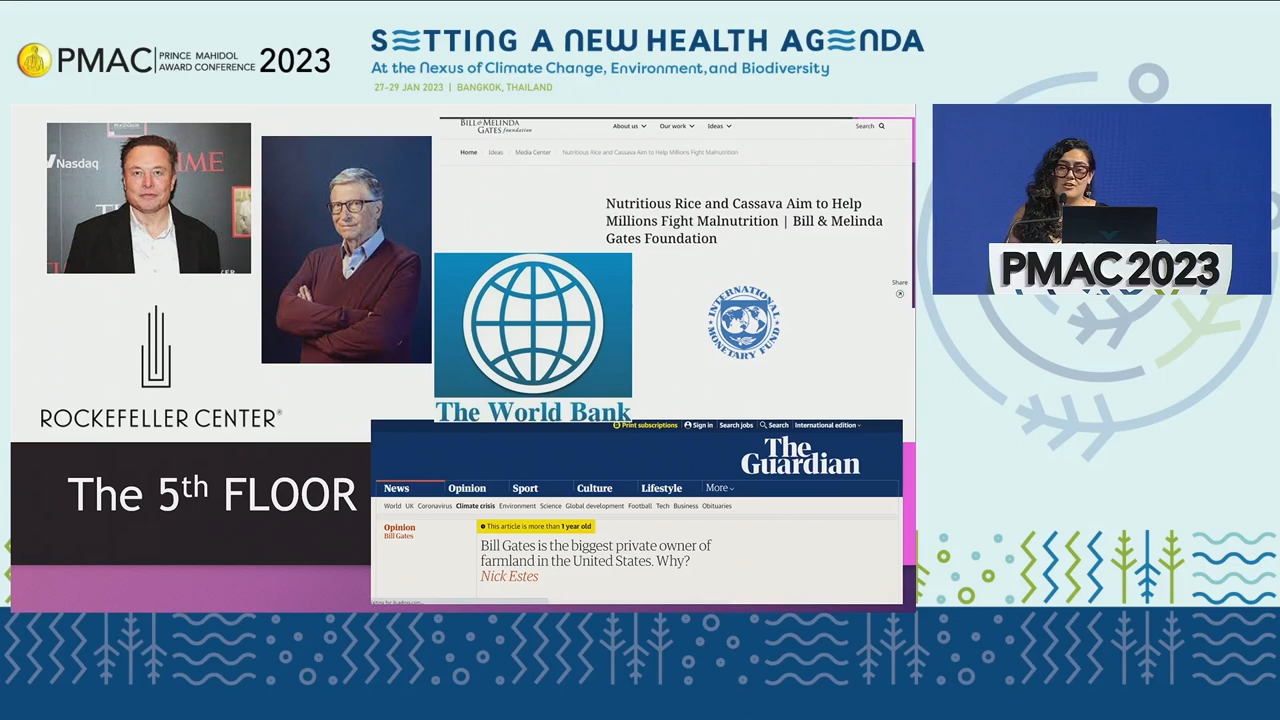 PMAC
PRINCE MAHIDOL
AWARD CONFERENCE
2023
SETTING A NEW HEALTH AGENDA
At the Nexus of Climate Change, Environment, and Biodiversity
27-29 JAN 2023 | BANGKOK, THAILAND
Nasdaq
TIME
BILL & MELINDA
GATES foundation
About us
Our work
Ideas
Search
Home
Ideas
Media Center
Nutritious Rice and Cassava Aim to Help Millions Fight Malnutrition
Nutritious Rice and Cassava Aim to Help
Millions Fight Malnutrition | Bill & Melinda
Gates Foundation
Share
INTERNATIONAL
MONETARY FUND
The World Bank
ROCKEFELLER CENTER®
The 5th FLOOR
Print subscriptions
Sign in
Search jobs
Search
International edition
The
Guardian
News
Opinion
Sport
Culture
Lifestyle
More
World UK Coronavirus Climate crisis Environment Science Global development Football Tech Business Obituaries
Opinion
Bill Gates
This article is more than 1 year old
Bill Gates is the biggest private owner of
farmland in the United States. Why?
Nick Estes
PMAC 2023